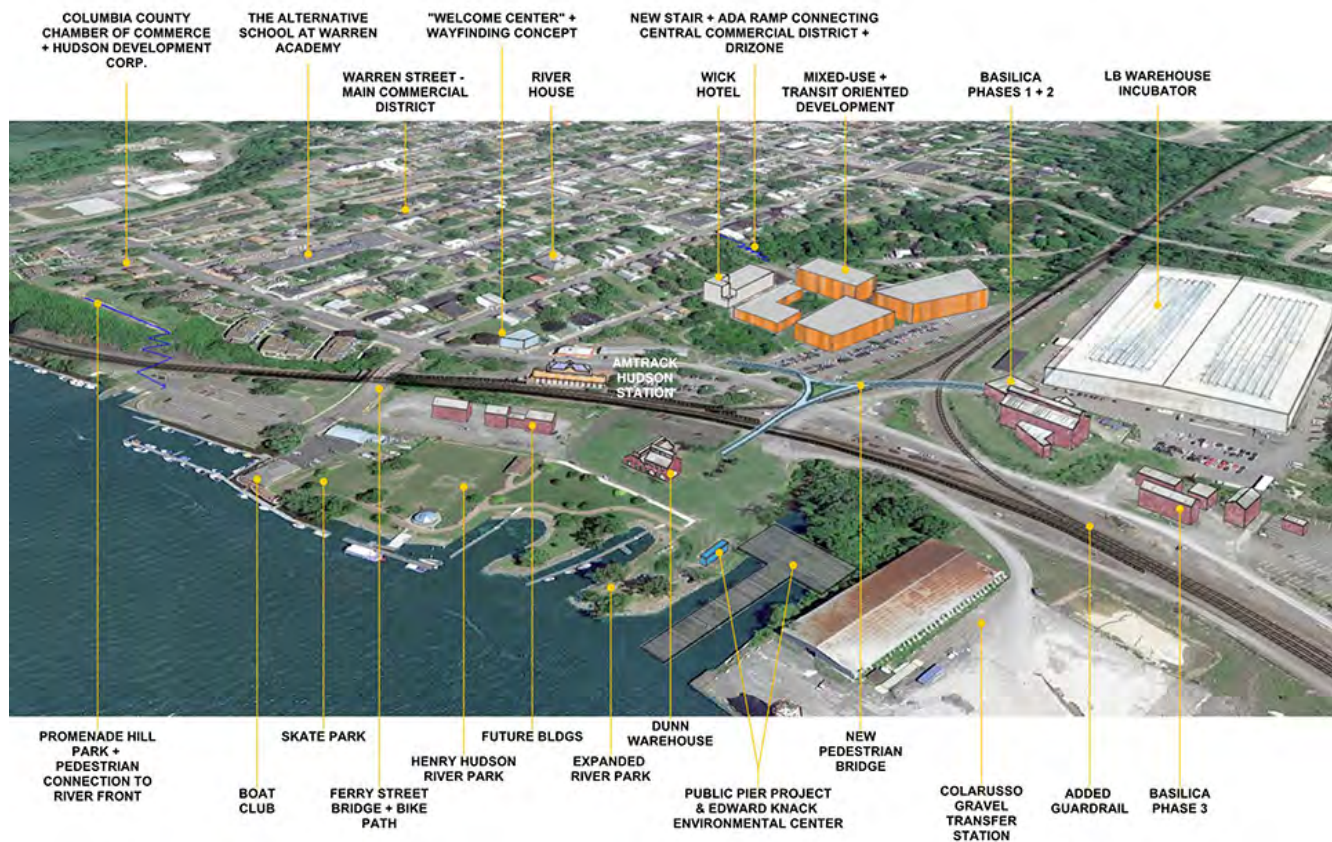 COLUMBIA COUNTY
CHAMBER OF COMMERCE
+ HUDSON DEVELOPMENT
CORP.
THE ALTERNATIVE
SCHOOL AT WARREN
ACADEMY
WARREN STREET -
MAIN COMMERCIAL
DISTRICT
"WELCOME CENTER" +
WAYFINDING CONCEPT
RIVER
HOUSE
NEW STAIR + ADA RAMP CONNECTING
CENTRAL COMMERCIAL DISTRICT +
DRIZONE
WICK
HOTEL
MIXED-USE +
TRANSIT ORIENTED
DEVELOPMENT
BASILICA
PHASES 1 + 2
LB WAREHOUSE
INCUBATOR
AMTRACK
HUDSON
STATION
PROMENADE HILL
PARK +
PEDESTRIAN
CONNECTION TO
RIVER FRONT
BOAT
CLUB
SKATE PARK
FERRY STREET
BRIDGE + BIKE
PATH
HENRY HUDSON
RIVER PARK
FUTURE BLDGS
EXPANDED
RIVER PARK
DUNN
WAREHOUSE
PUBLIC PIER PROJECT
& EDWARD KNACK
ENVIRONMENTAL CENTER
NEW
PEDESTRIAN
BRIDGE
COLARUSSO
GRAVEL
TRANSFER
STATION
ADDED
GUARDRAIL
BASILICA
PHASE 3